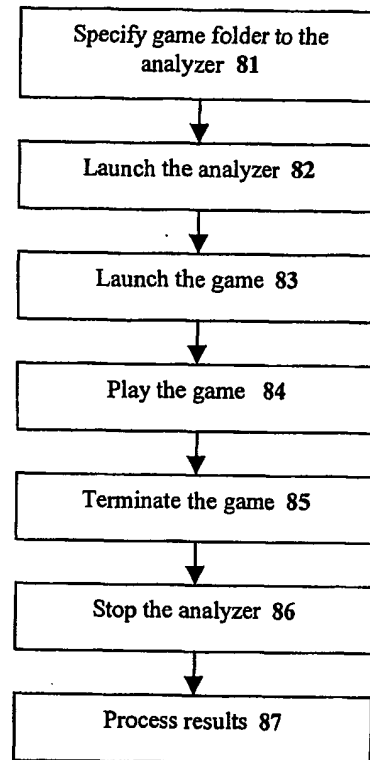 Specify game folder to the
analyzer 81
Launch the analyzer 82
Launch the game 83
Play the game 84
Terminate the game 85
Stop the analyzer 86
Process results 87